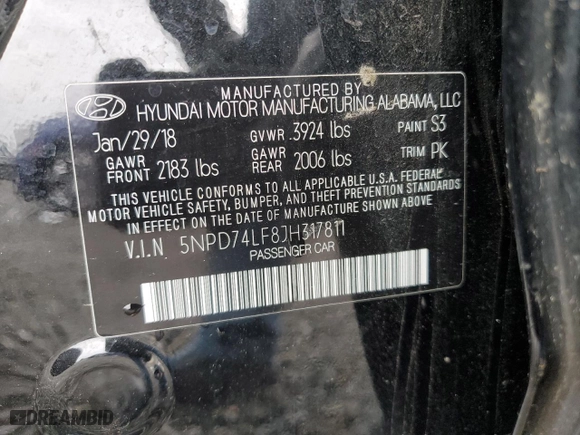 MANUFACTURED BY
HYUNDAI MOTOR MANUFACTURING ALABAMA, LLC
Jan/29/18 GVWR 3924 lbs PAINT S3
GAWR FRONT 2183 lbs GAWR REAR 2006 lbs TRIM PK
THIS VEHICLE CONFORMS TO ALL APPLICABLE U.S.A. FEDERAL
MOTOR VEHICLE SAFETY, BUMPER, AND THEFT PREVENTION STANDARDS
IN EFFECT ON THE DATE OF MANUFACTURE SHOWN ABOVE.
V.I.N 5NPD74LF8JH317811
PASSENGER CAR
DREAMBID